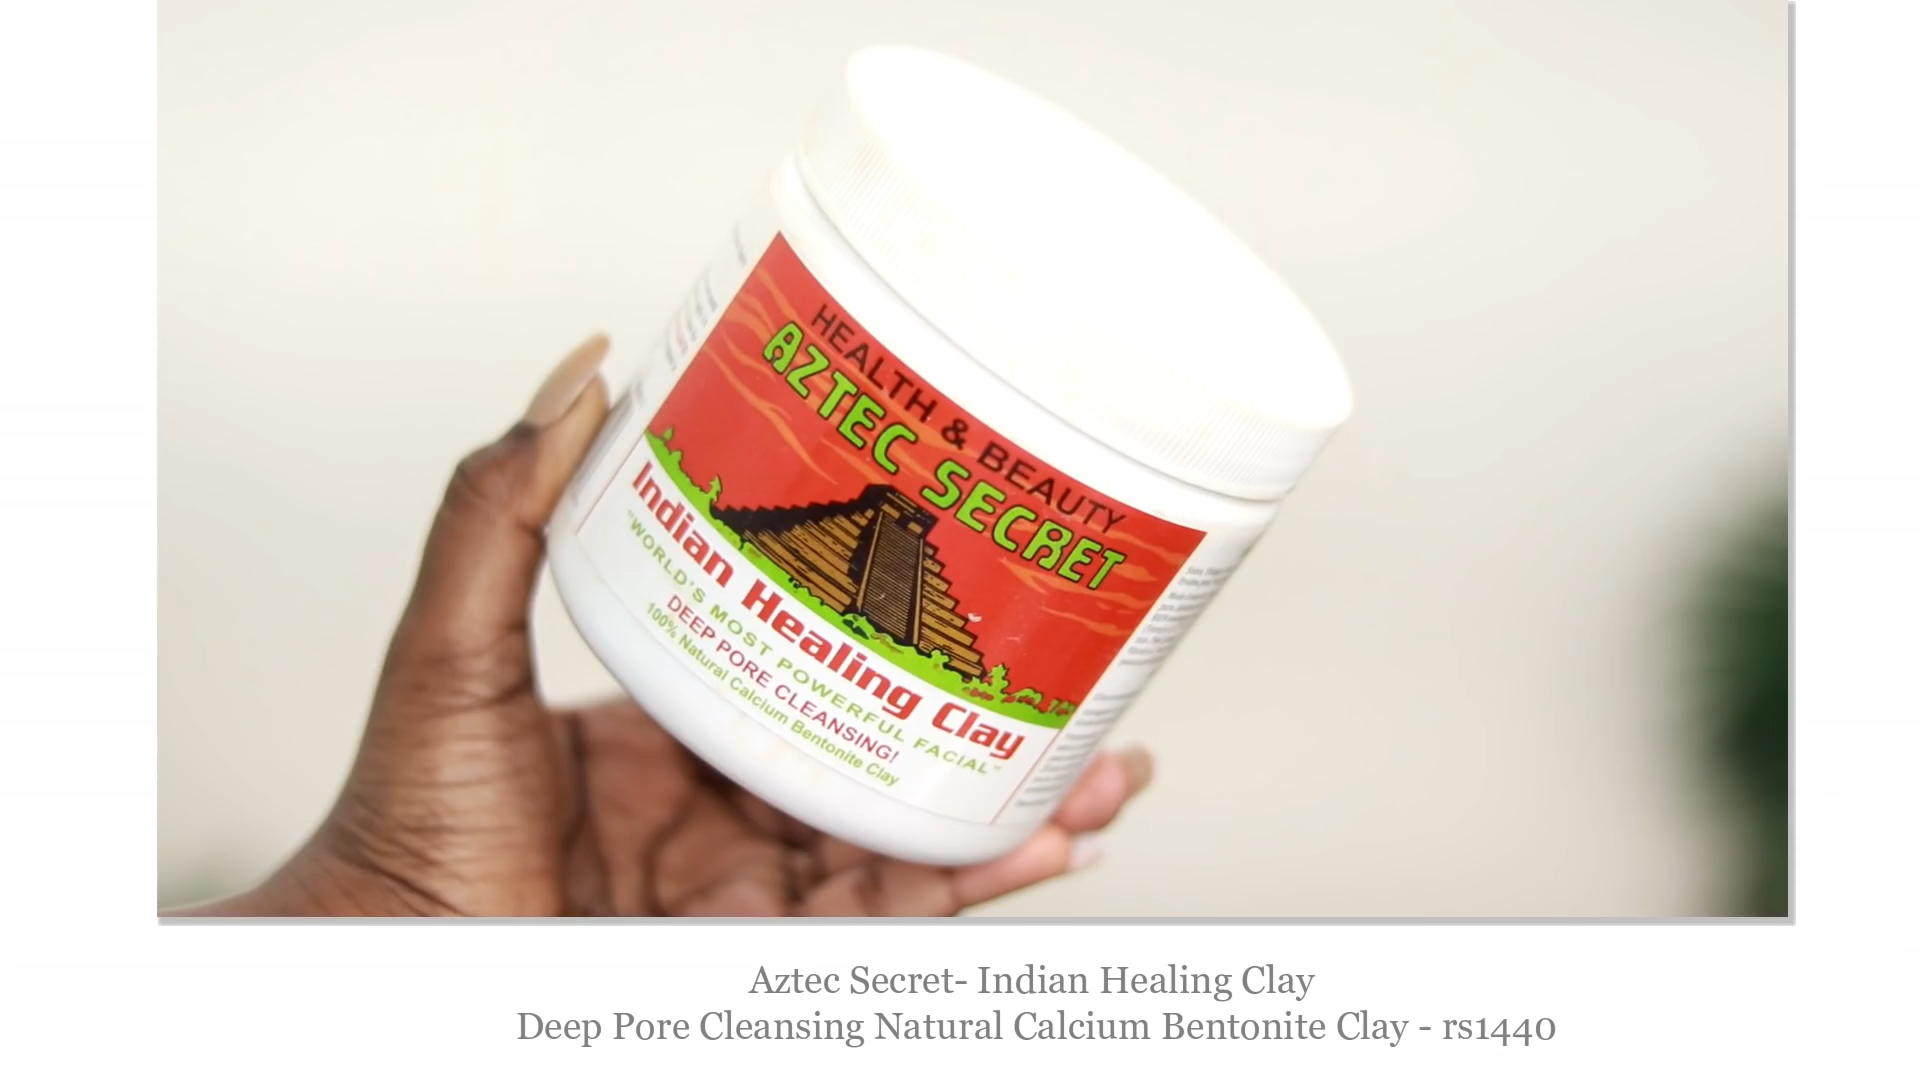 HEALTH & BEAUTY
AZTEC SECRET
Indian Healing Clay
"WORLD'S MOST POWERFUL FACIAL"
DEEP PORE CLEANSING!
100% Natural Calcium Bentonite Clay
Aztec Secret- Indian Healing Clay
Deep Pore Cleansing Natural Calcium Bentonite Clay - rs1440